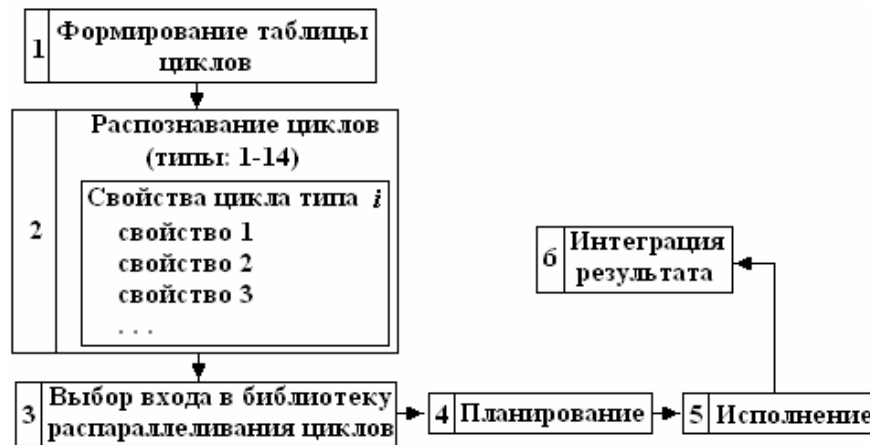 1 Формирование таблицы
циклов
2 Распознавание циклов
(типы: 1-14)
Свойства цикла типа i
свойство 1
свойство 2
свойство 3
. . .
3 Выбор входа в библиотеку
распараллеливания циклов
4 Планирование
5 Исполнение
6 Интеграция
результата